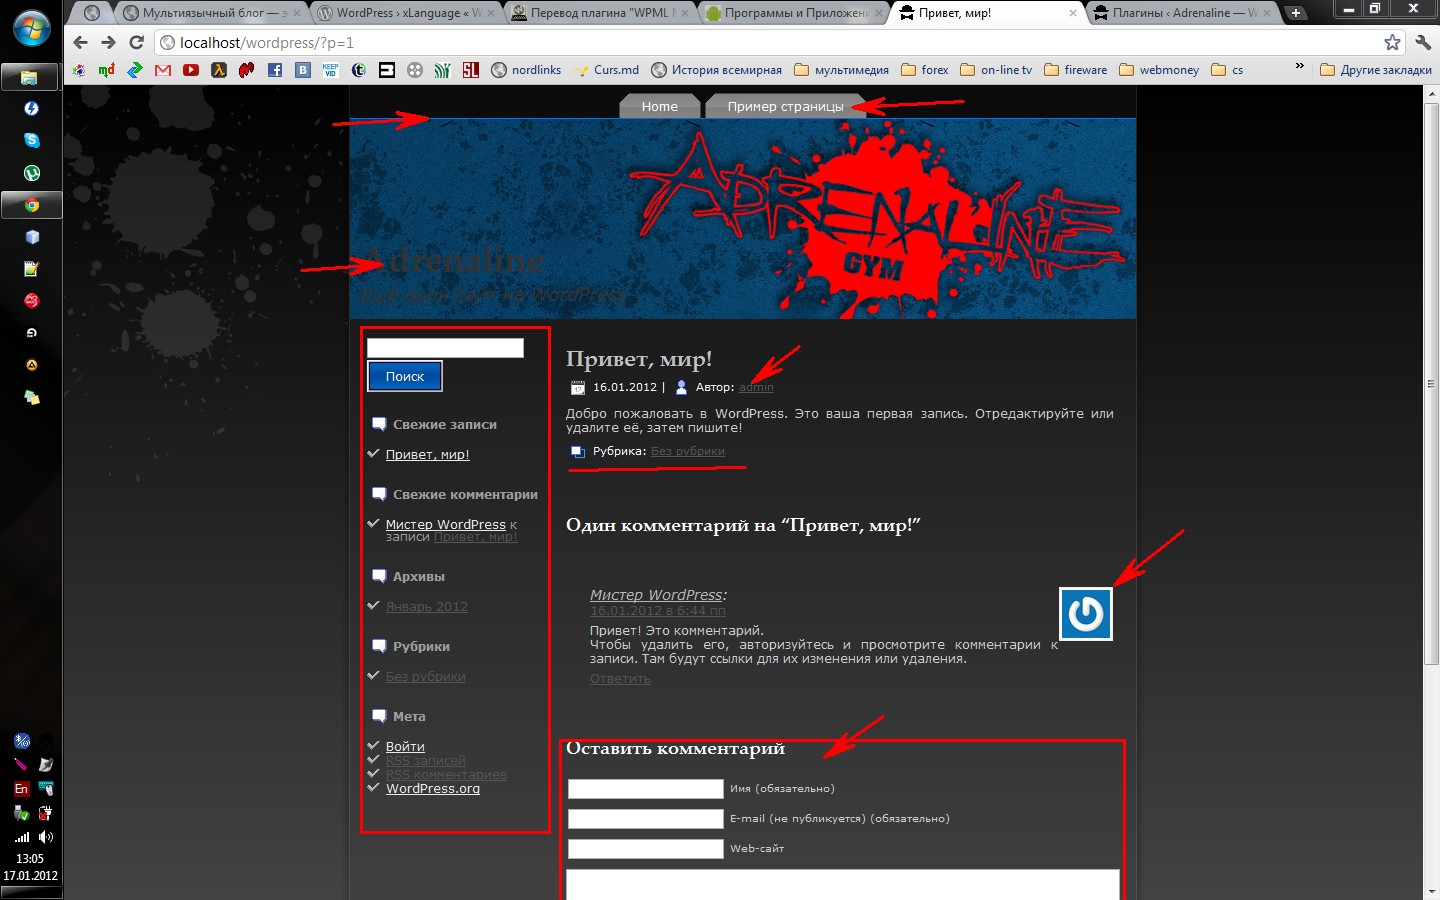 Мультиязычный блог — э
WordPress › xLanguage « W
Перевод плагина "WPML M
Программы и Приложени
Привет, мир!
Плагины ‹ Adrenaline — W
localhost/wordpress/?p=1
nordlinks
Curs.md
История всемирная
мультимедия
forex
on-line tv
fireware
webmoney
cs
»
Другие закладки
Home
Пример страницы
ADRENALINE
GYM
Adrenaline
Ещё один сайт на WordPress
Поиск
Свежие записи
Привет, мир!
Свежие комментарии
Мистер WordPress к
записи Привет, мир!
Архивы
Январь 2012
Рубрики
Без рубрики
Мета
Войти
RSS записей
RSS комментариев
WordPress.org
Привет, мир!
16.01.2012 | Автор: admin
Добро пожаловать в WordPress. Это ваша первая запись. Отредактируйте или
удалите её, затем пишите!
Рубрика: Без рубрики
Один комментарий на “Привет, мир!”
Мистер WordPress:
16.01.2012 в 6:44 пп
Привет! Это комментарий.
Чтобы удалить его, авторизуйтесь и просмотрите комментарии к
записи. Там будут ссылки для их изменения или удаления.
Ответить
Оставить комментарий
Имя (обязательно)
E-mail (не публикуется) (обязательно)
Web-сайт
En
13:05
17.01.2012